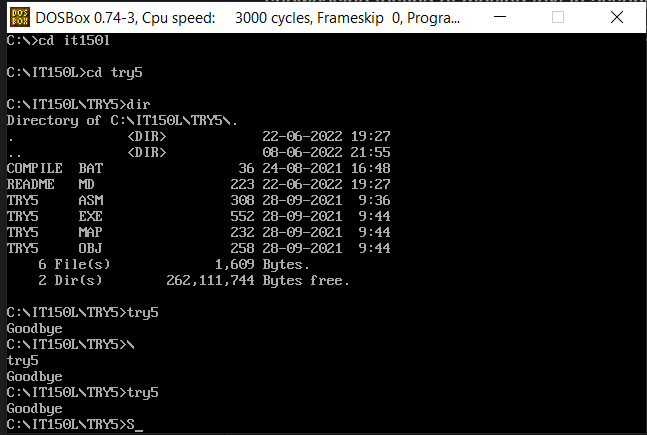 DOSBox 0.74-3, Cpu speed: 3000 cycles, Frameskip 0, Progra...
C:\>cd it150l
C:\IT150L>cd try5
C:\IT150L\TRY5>dir
Directory of C:\IT150L\TRY5\.
. <DIR> 22-06-2022 19:27
.. <DIR> 08-06-2022 21:55
COMPILE BAT 36 24-08-2021 16:48
README MD 223 22-06-2022 19:27
TRY5 ASM 308 28-09-2021 9:36
TRY5 EXE 552 28-09-2021 9:44
TRY5 MAP 232 28-09-2021 9:44
TRY5 OBJ 258 28-09-2021 9:44
6 File(s) 1,609 Bytes.
2 Dir(s) 262,111,744 Bytes free.
C:\IT150L\TRY5>try5
Goodbye
C:\IT150L\TRY5>\
try5
Goodbye
C:\IT150L\TRY5>try5
Goodbye
C:\IT150L\TRY5>S_